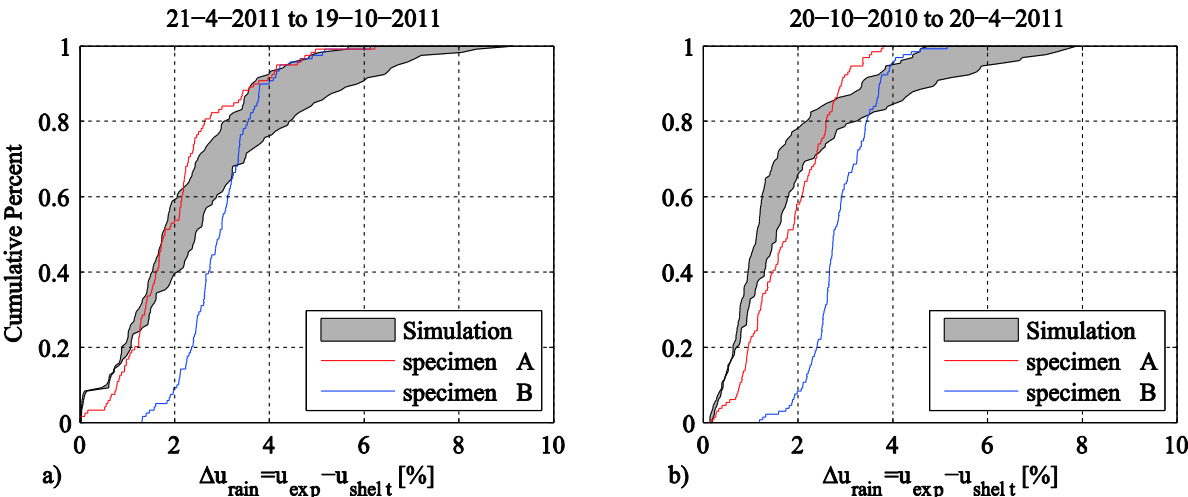 21−4−2011 to 19−10−2011
1
0.8
0.6
0.4
0.2
0
Cumulative Percent
Simulation
specimen A
specimen B
0 2 4 6 8 10
a) Δu_rain=u_exp−u_shel t [%]
20−10−2010 to 20−4−2011
1
0.8
0.6
0.4
0.2
0
Simulation
specimen A
specimen B
0 2 4 6 8 10
b) Δu_rain=u_exp−u_shel t [%]